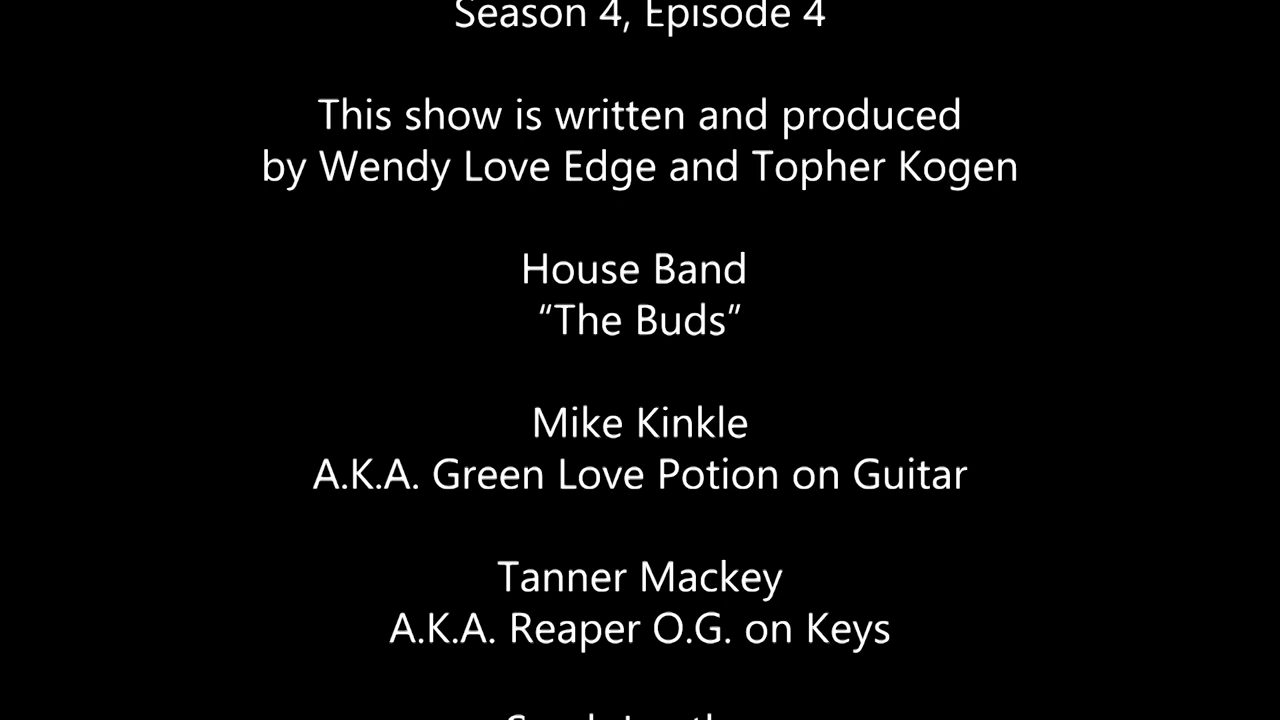 Season 4, Episode 4
This show is written and produced
by Wendy Love Edge and Topher Kogen
House Band
“The Buds”
Mike Kinkle
A.K.A. Green Love Potion on Guitar
Tanner Mackey
A.K.A. Reaper O.G. on Keys